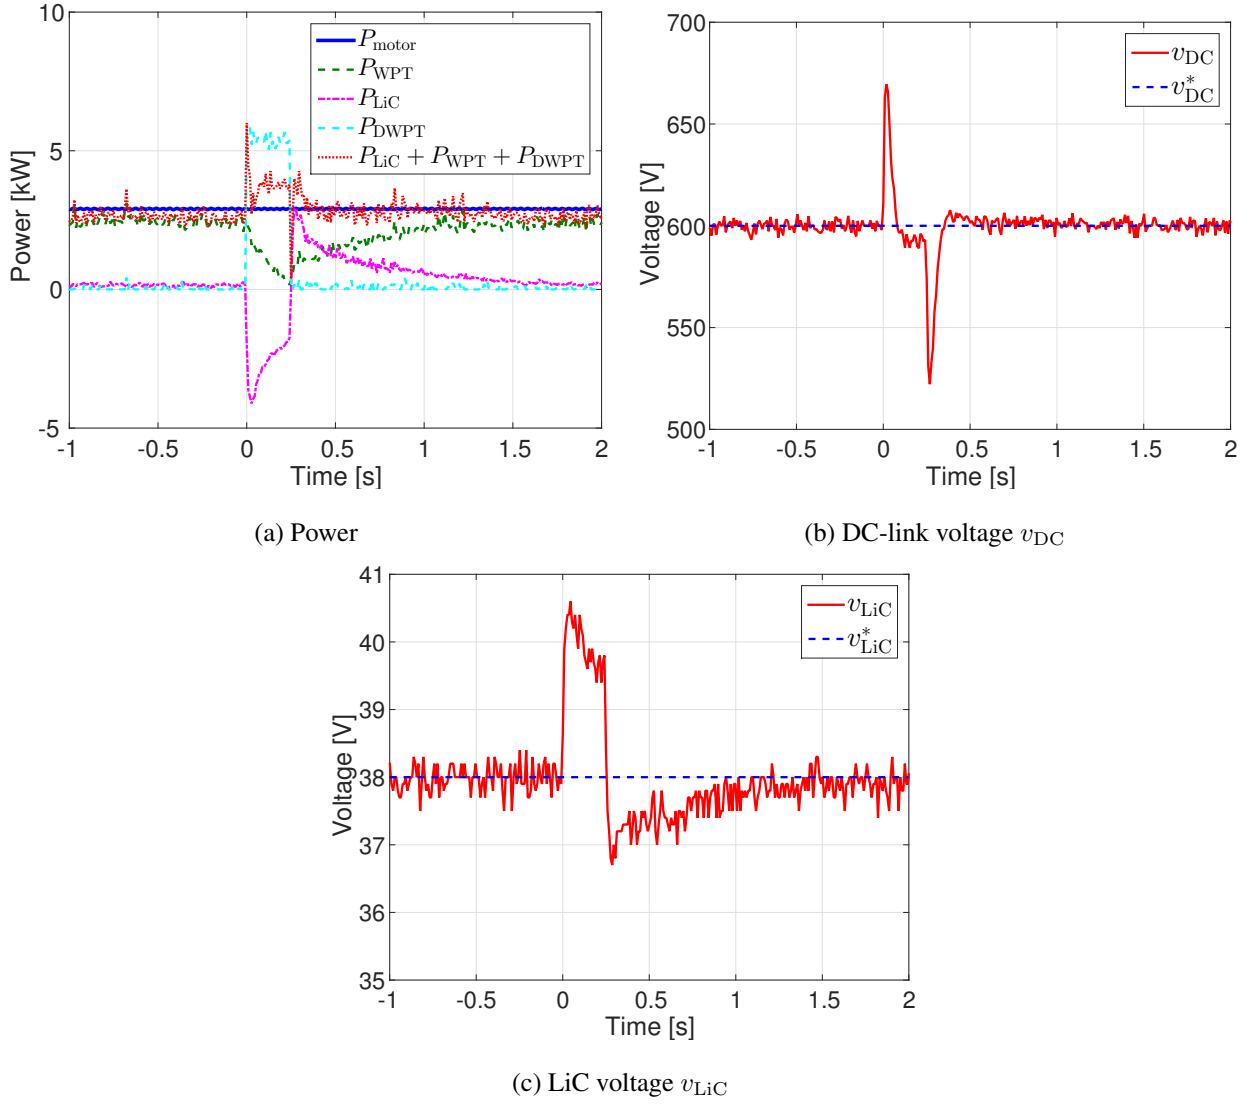 10
5
0
-5
Power [kW]
-1 -0.5 0 0.5 1 1.5 2
Time [s]
P_motor
P_WPT
P_LiC
P_DWPT
P_LiC + P_WPT + P_DWPT
(a) Power
700
650
600
550
500
Voltage [V]
-1 -0.5 0 0.5 1 1.5 2
Time [s]
v_DC
v*_DC
(b) DC-link voltage v_DC
41
40
39
38
37
36
35
Voltage [V]
-1 -0.5 0 0.5 1 1.5 2
Time [s]
v_LiC
v*_LiC
(c) LiC voltage v_LiC